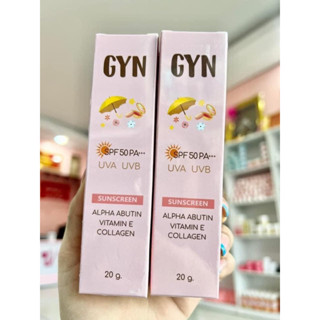 GYN
SPF 50 PA+++
UVA UVB
SUNSCREEN
ALPHA ABUTIN
VITAMIN E
COLLAGEN
20 g.
GYN
SPF 50 PA+++
UVA UVB
SUNSCREEN
ALPHA ABUTIN
VITAMIN E
COLLAGEN
20 g.